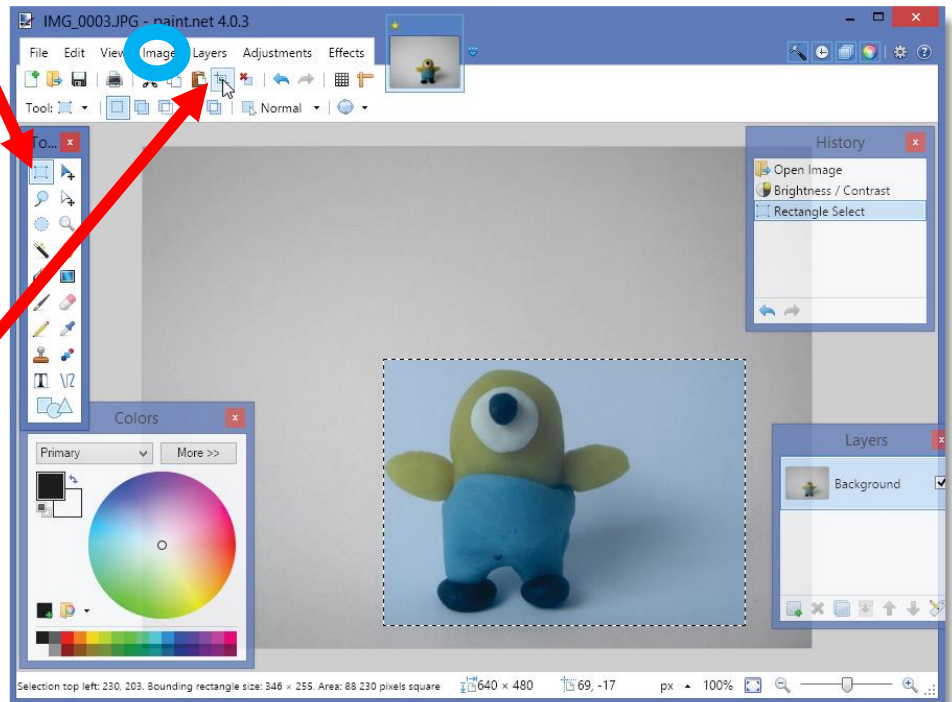 IMG_0003.JPG - paint.net 4.0.3
File Edit View Image Layers Adjustments Effects
Tool: Normal
To...
History
Open Image
Brightness / Contrast
Rectangle Select
Colors
Primary More >>
Layers
Background
Selection top left: 230, 203. Bounding rectangle size: 346 × 255. Area: 88 230 pixels square 640 × 480 69, -17 px 100%